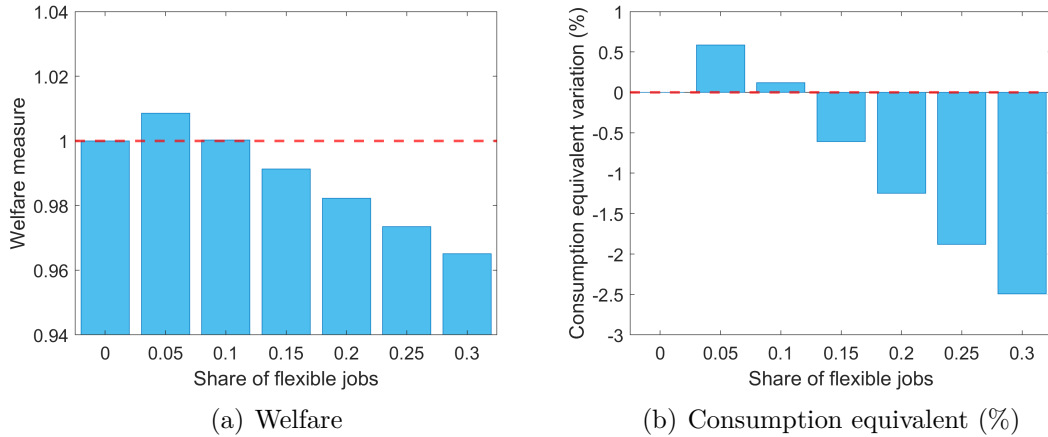 1.04
1.02
1
0.98
0.96
0.94
Welfare measure
0 0.05 0.1 0.15 0.2 0.25 0.3
Share of flexible jobs
(a) Welfare
1
0.5
0
-0.5
-1
-1.5
-2
-2.5
-3
Consumption equivalent variation (%)
0 0.05 0.1 0.15 0.2 0.25 0.3
Share of flexible jobs
(b) Consumption equivalent (%)